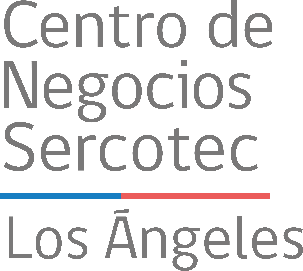 Centro de
Negocios
Sercotec
Los Ángeles